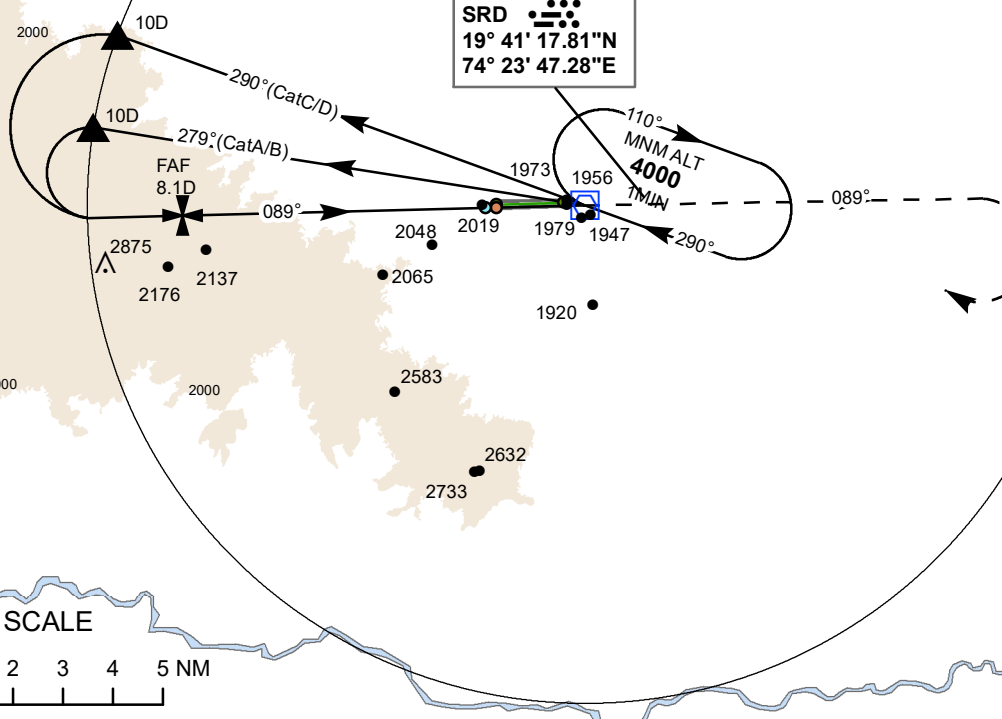 10D
SRD
19° 41' 17.81"N
74° 23' 47.28"E
2000
290°(CatC/D)
10D
110°
279°(CatA/B)
MNM ALT
4000
1MIN
FAF
8.1D
1973
1956
089°
089°
2019
1979
1947
290°
2048
2875
2137
2065
2176
1920
2583
2000
00
2632
2733
SCALE
2 3 4 5 NM